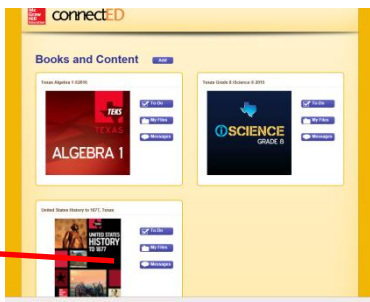 Mc
Graw
Hill
Education
connectED
Books and Content
Add
Texas Algebra 1 ©2016
To-Do
My Files
Messages
TEKS
TEXAS
ALGEBRA 1
Texas Grade 8 iScience © 2015
To-Do
My Files
Messages
iSCIENCE
GRADE 8
United States History to 1877, Texas
To-Do
My Files
Messages
UNITED STATES
HISTORY
TO 1877